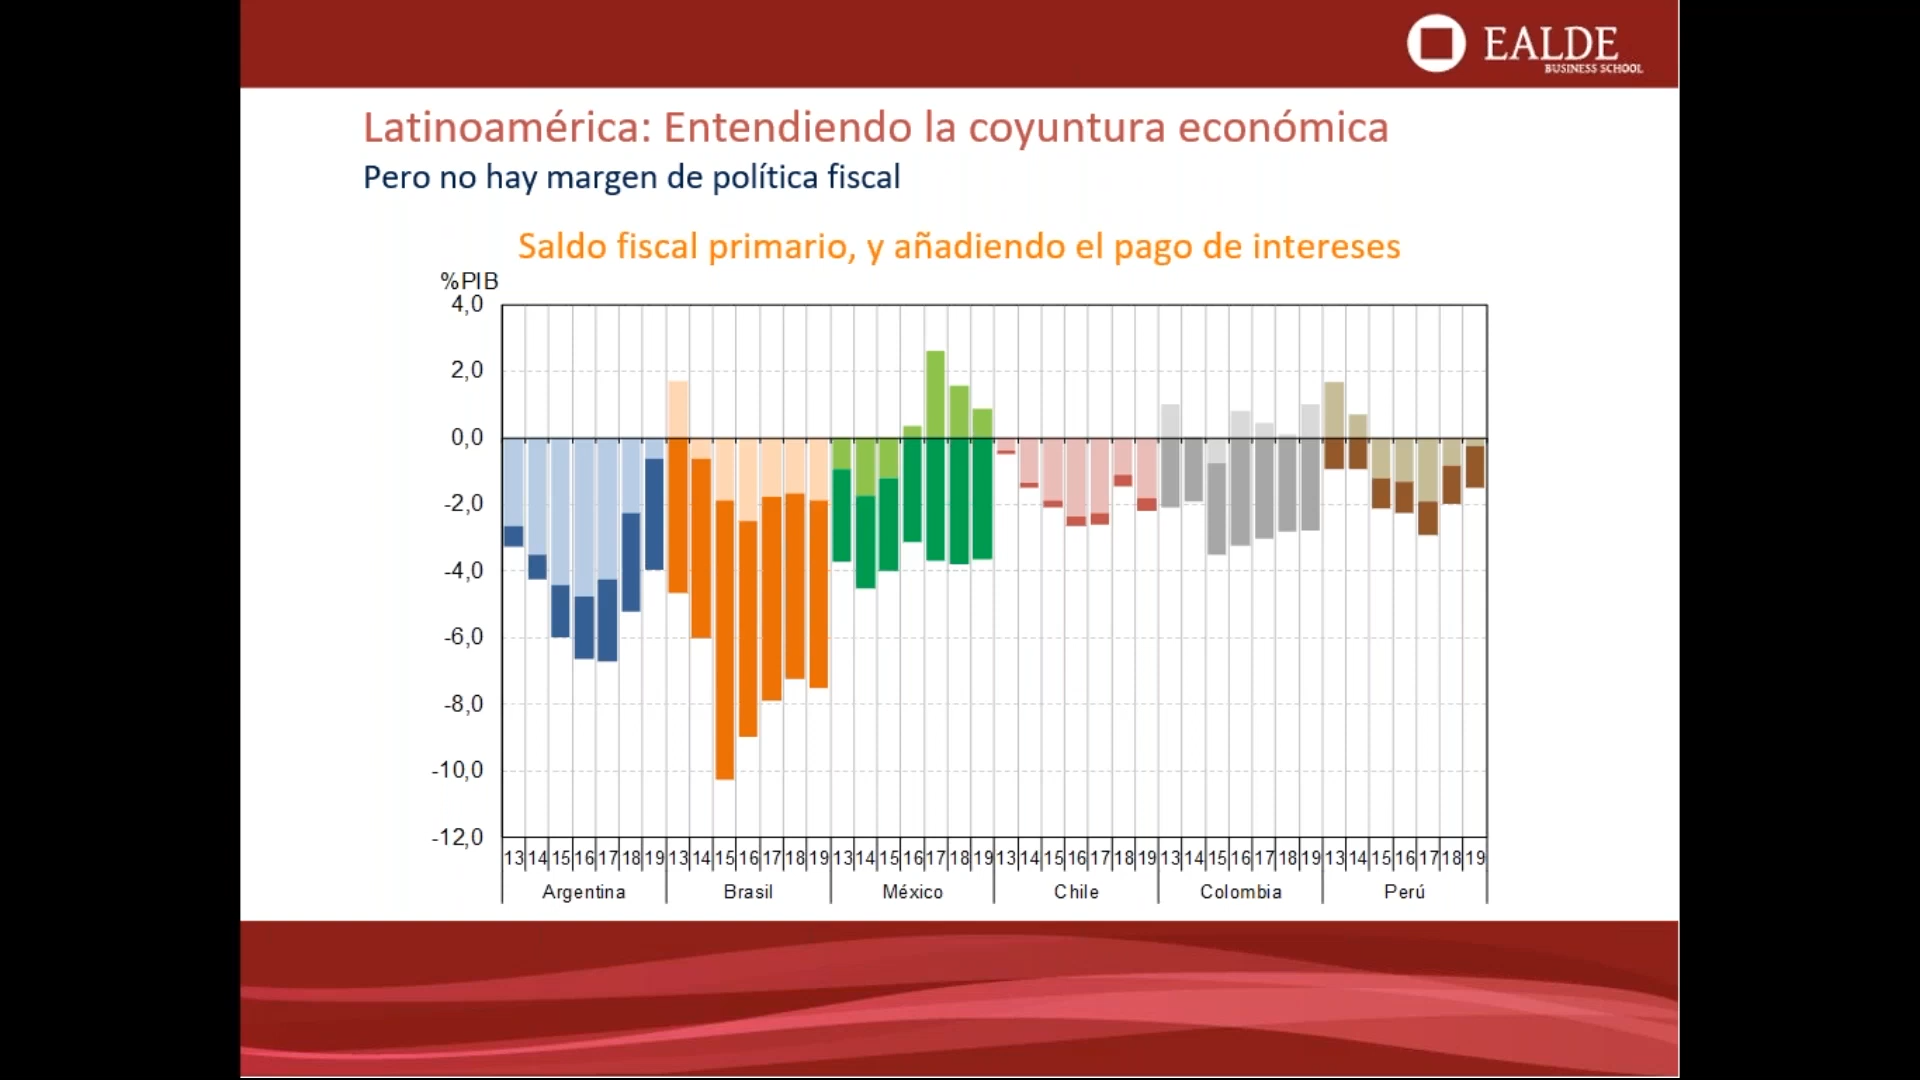 EALDE
BUSINESS SCHOOL
Latinoamérica: Entendiendo la coyuntura económica
Pero no hay margen de política fiscal
Saldo fiscal primario, y añadiendo el pago de intereses
%PIB
4,0
2,0
0,0
-2,0
-4,0
-6,0
-8,0
-10,0
-12,0
13 14 15 16 17 18 19 13 14 15 16 17 18 19 13 14 15 16 17 18 19 13 14 15 16 17 18 19 13 14 15 16 17 18 19 13 14 15 16 17 18 19
Argentina Brasil México Chile Colombia Perú